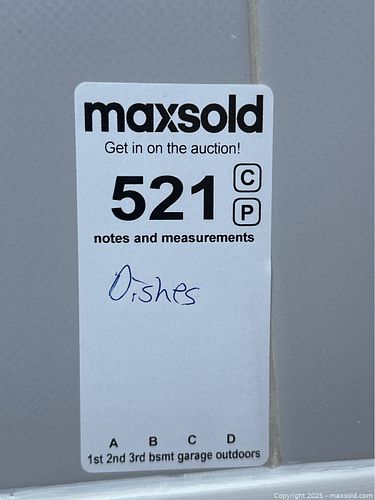 maxsold
Get in on the auction!
521
C
P
notes and measurements
Dishes
A B C D
1st 2nd 3rd bsmt garage outdoors
Copyright 2025 - maxsold.com